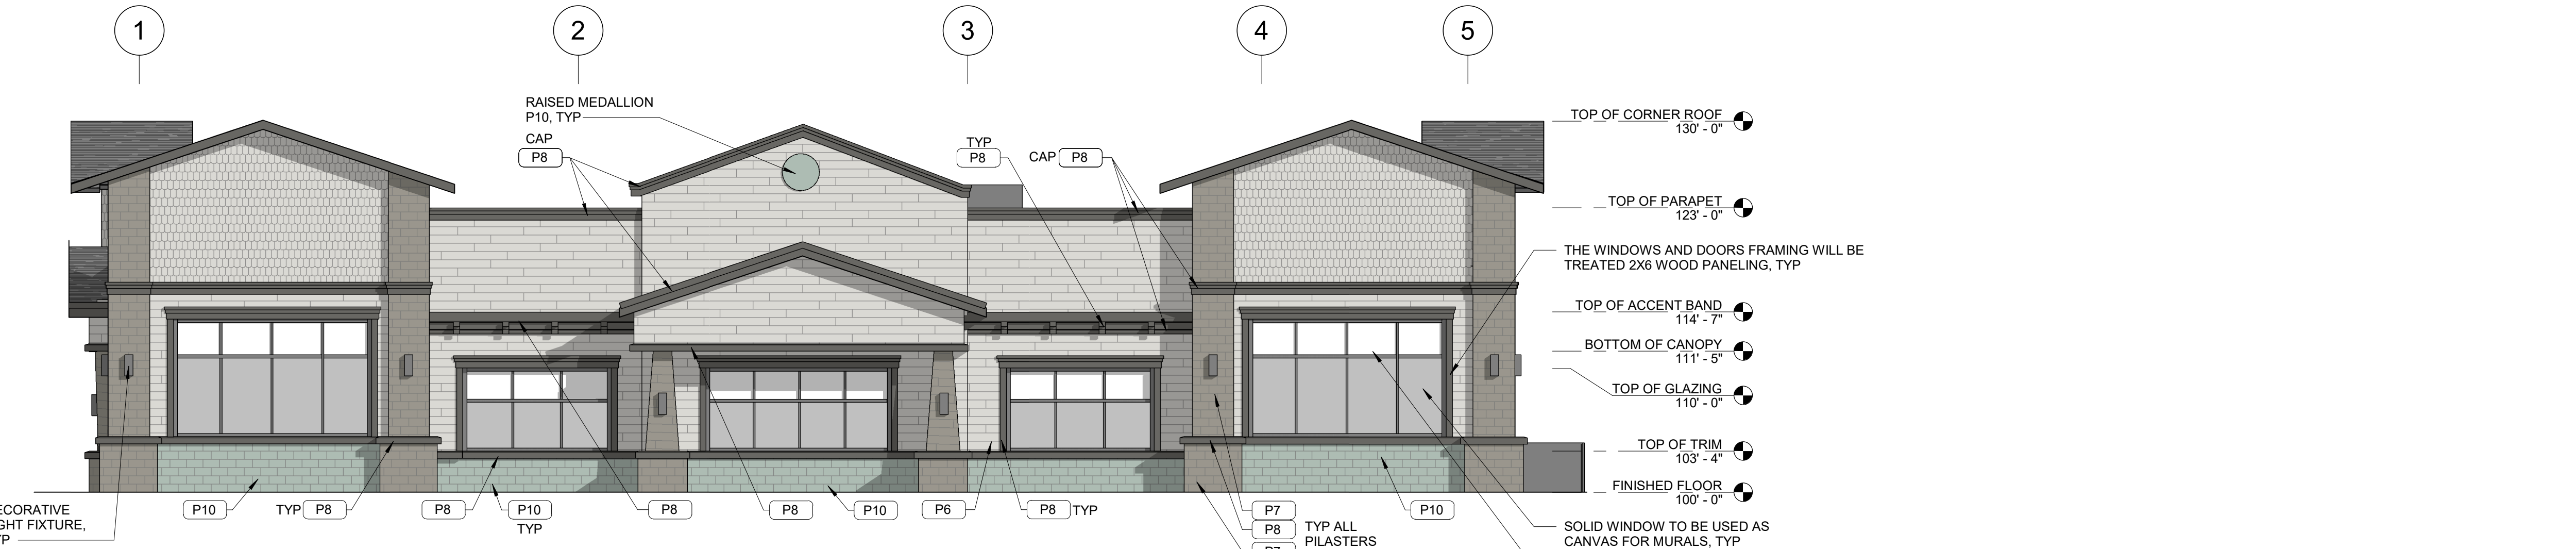 1
2
3
4
5
RAISED MEDALLION
P10, TYP
CAP
P8
TYP
P8
CAP P8
TOP OF CORNER ROOF
130' - 0"
TOP OF PARAPET
123' - 0"
THE WINDOWS AND DOORS FRAMING WILL BE
TREATED 2X6 WOOD PANELING, TYP
TOP OF ACCENT BAND
114' - 7"
BOTTOM OF CANOPY
111' - 5"
TOP OF GLAZING
110' - 0"
TOP OF TRIM
103' - 4"
FINISHED FLOOR
100' - 0"
ECORATIVE
GHT FIXTURE,
P
P10
TYP P8
P8
P10
TYP
P8
P8
P10
P6
P8 TYP
P7
P8
P7
TYP ALL
PILASTERS
P10
SOLID WINDOW TO BE USED AS
CANVAS FOR MURALS, TYP